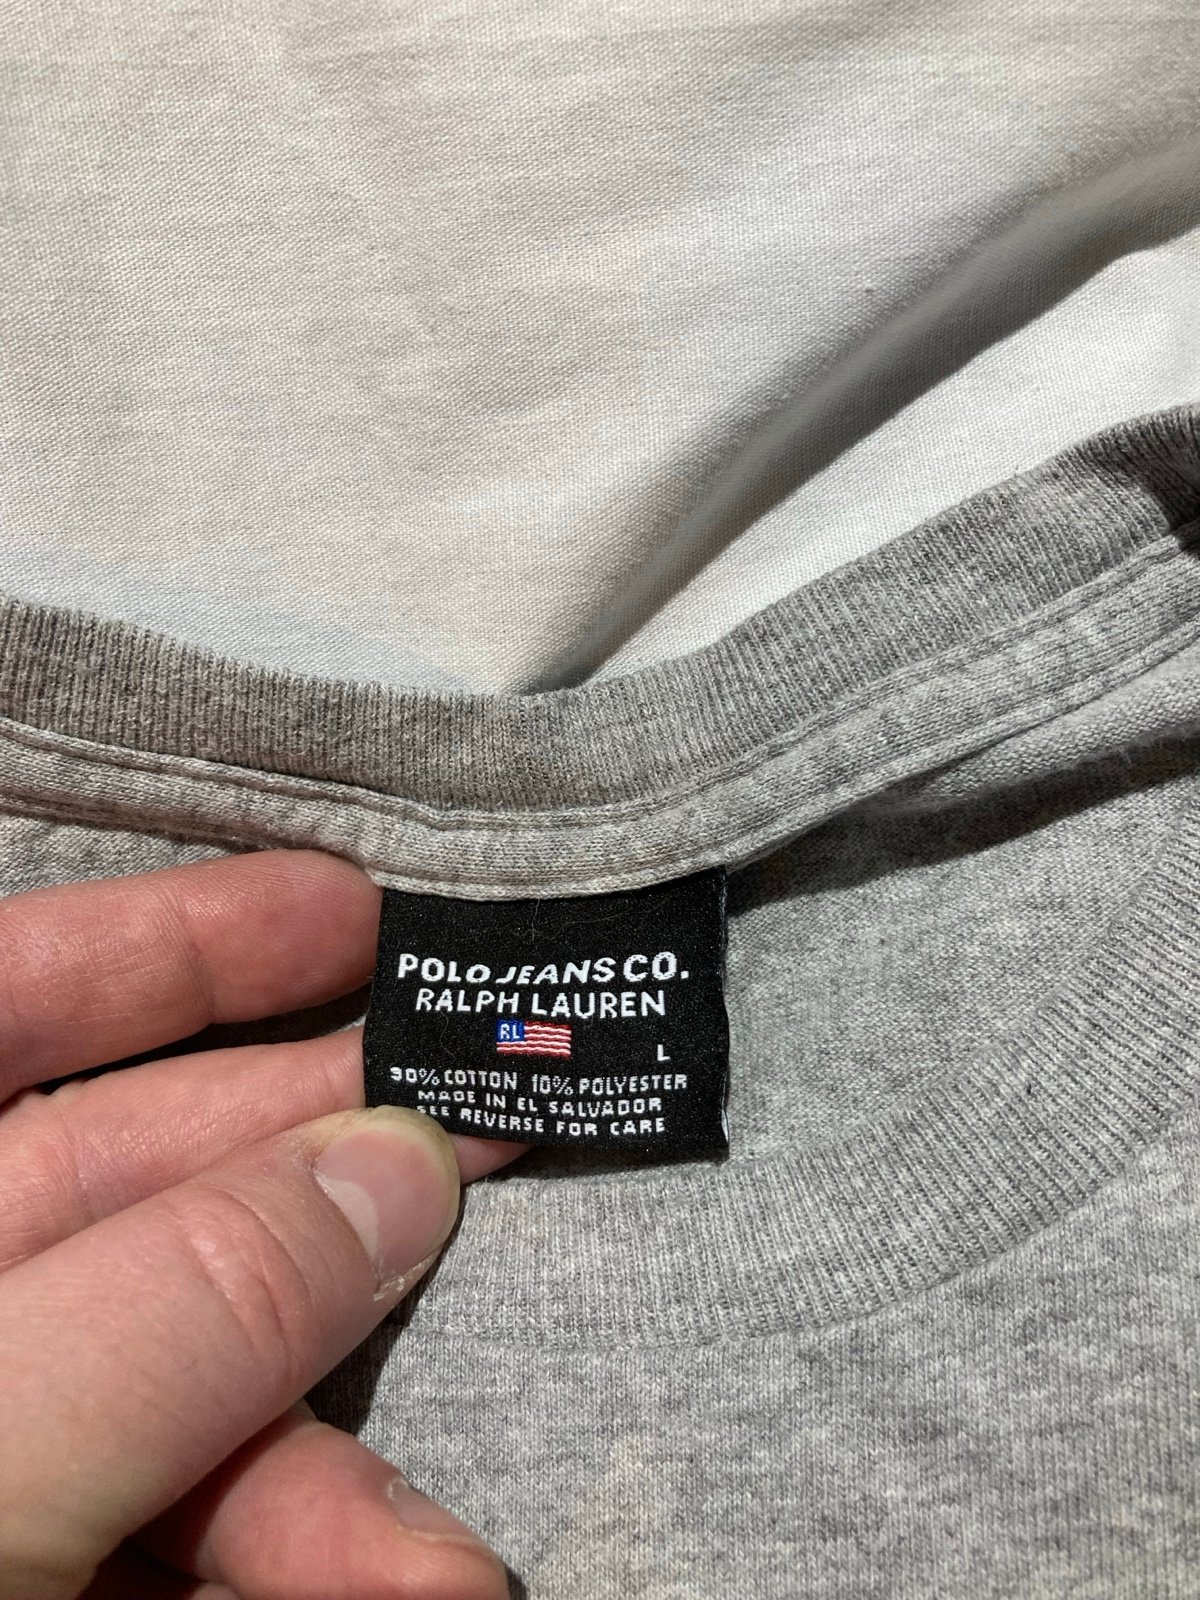 POLO JEANS CO.
RALPH LAUREN
RL
L
90% COTTON 10% POLYESTER
MADE IN EL SALVADOR
SEE REVERSE FOR CARE